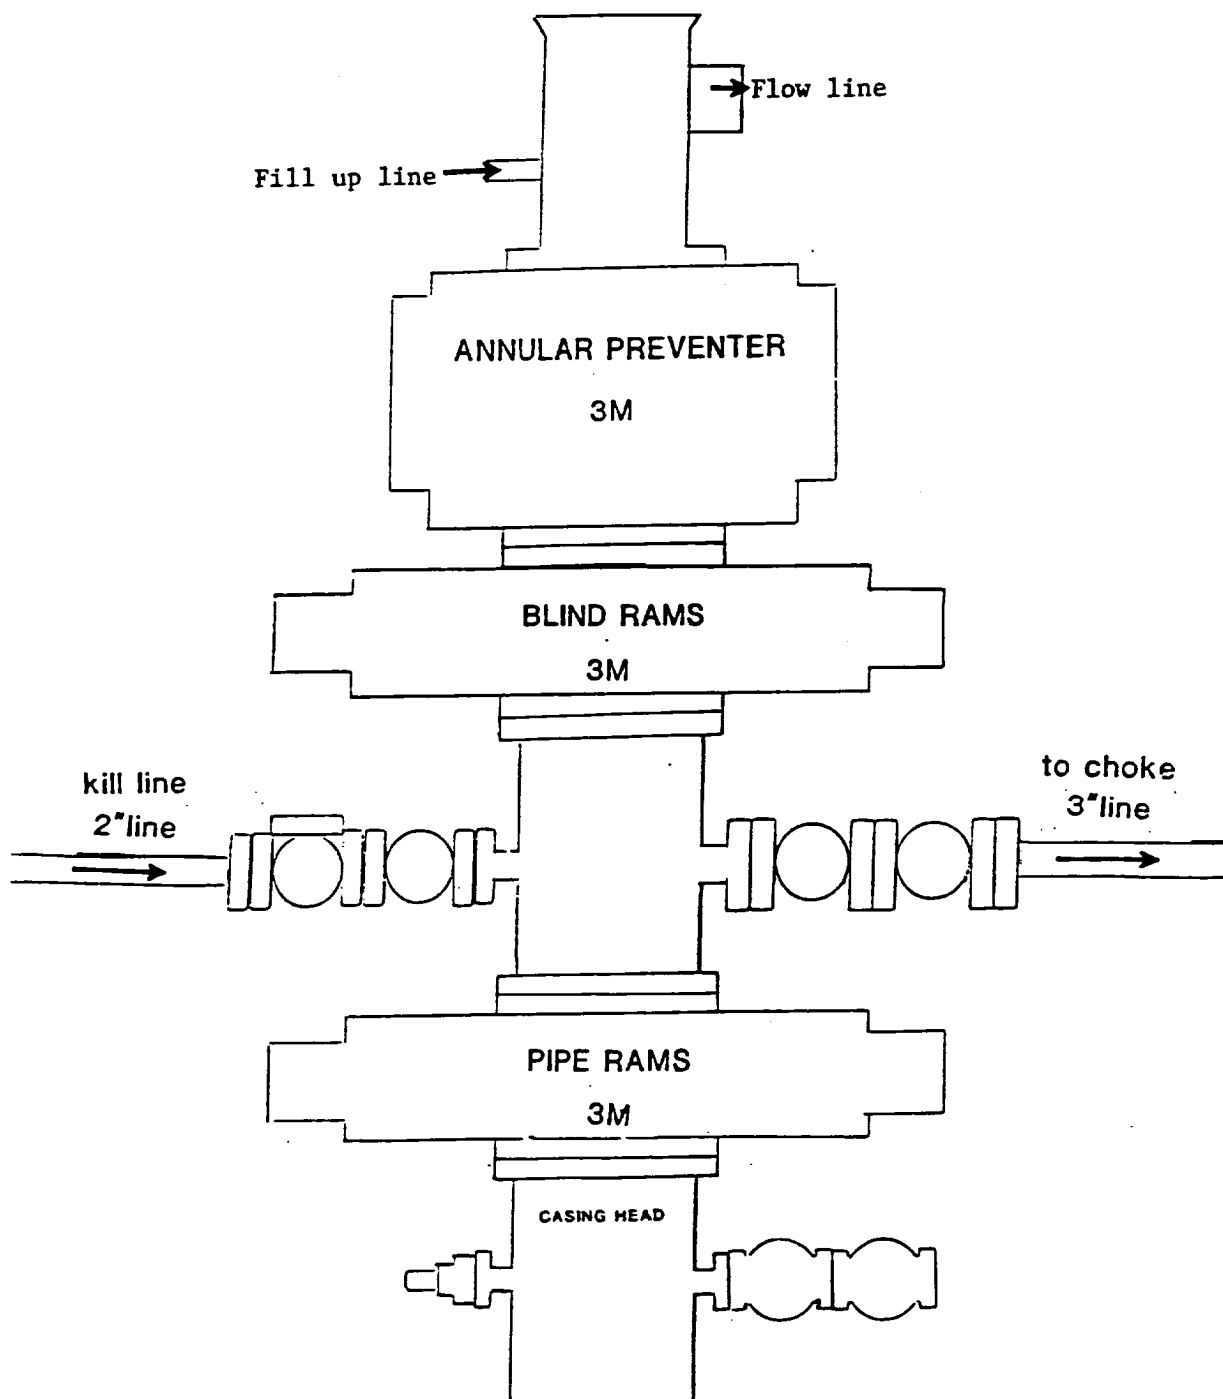 Flow line
Fill up line
ANNULAR PREVENTER
3M
BLIND RAMS
3M
kill line
2"line
to choke
3"line
PIPE RAMS
3M
CASING HEAD